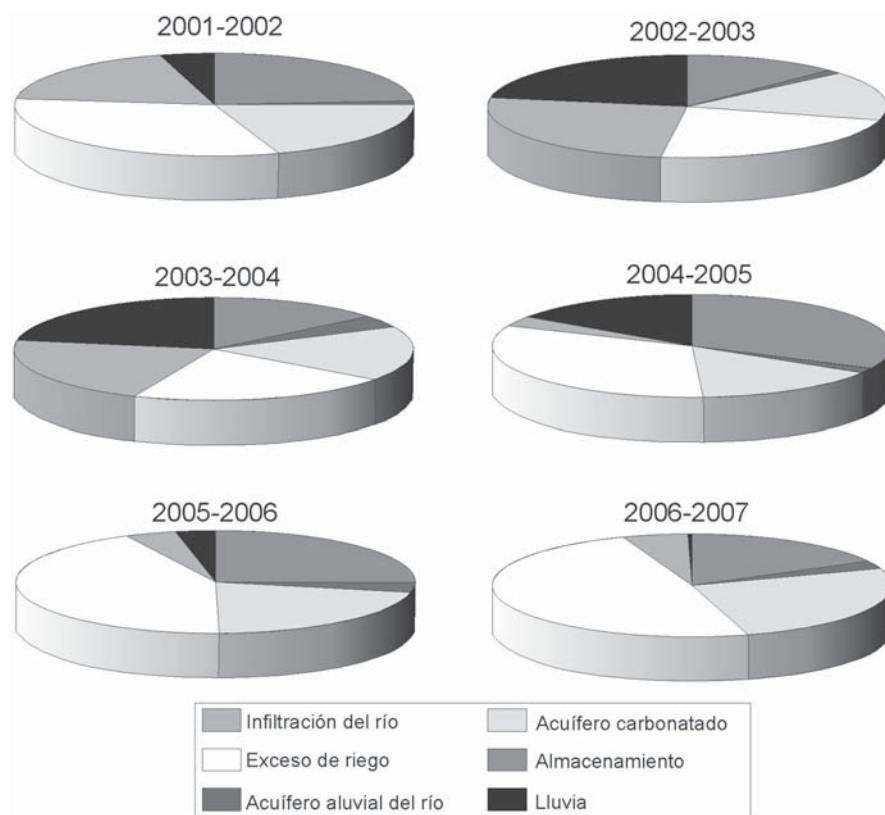 2001-2002
2002-2003
2003-2004
2004-2005
2005-2006
2006-2007
Infiltración del río
Acuífero carbonatado
Exceso de riego
Almacenamiento
Acuífero aluvial del río
Lluvia